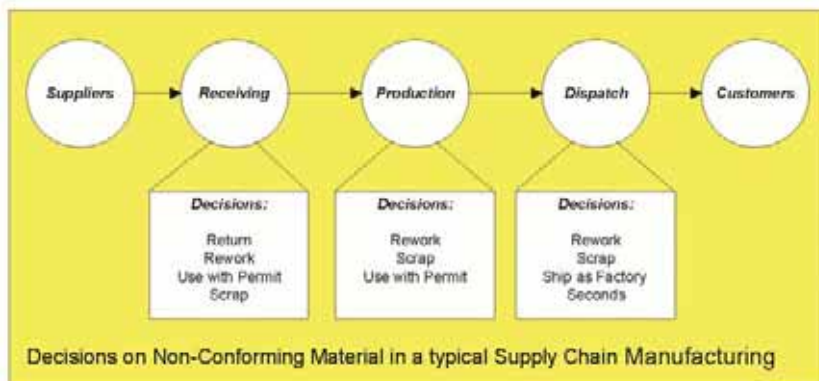 Suppliers
Receiving
Production
Dispatch
Customers
Decisions:
Return
Rework
Use with Permit
Scrap
Decisions:
Rework
Scrap
Use with Permit
Decisions:
Rework
Scrap
Ship as Factory
Seconds
Decisions on Non-Conforming Material in a typical Supply Chain Manufacturing